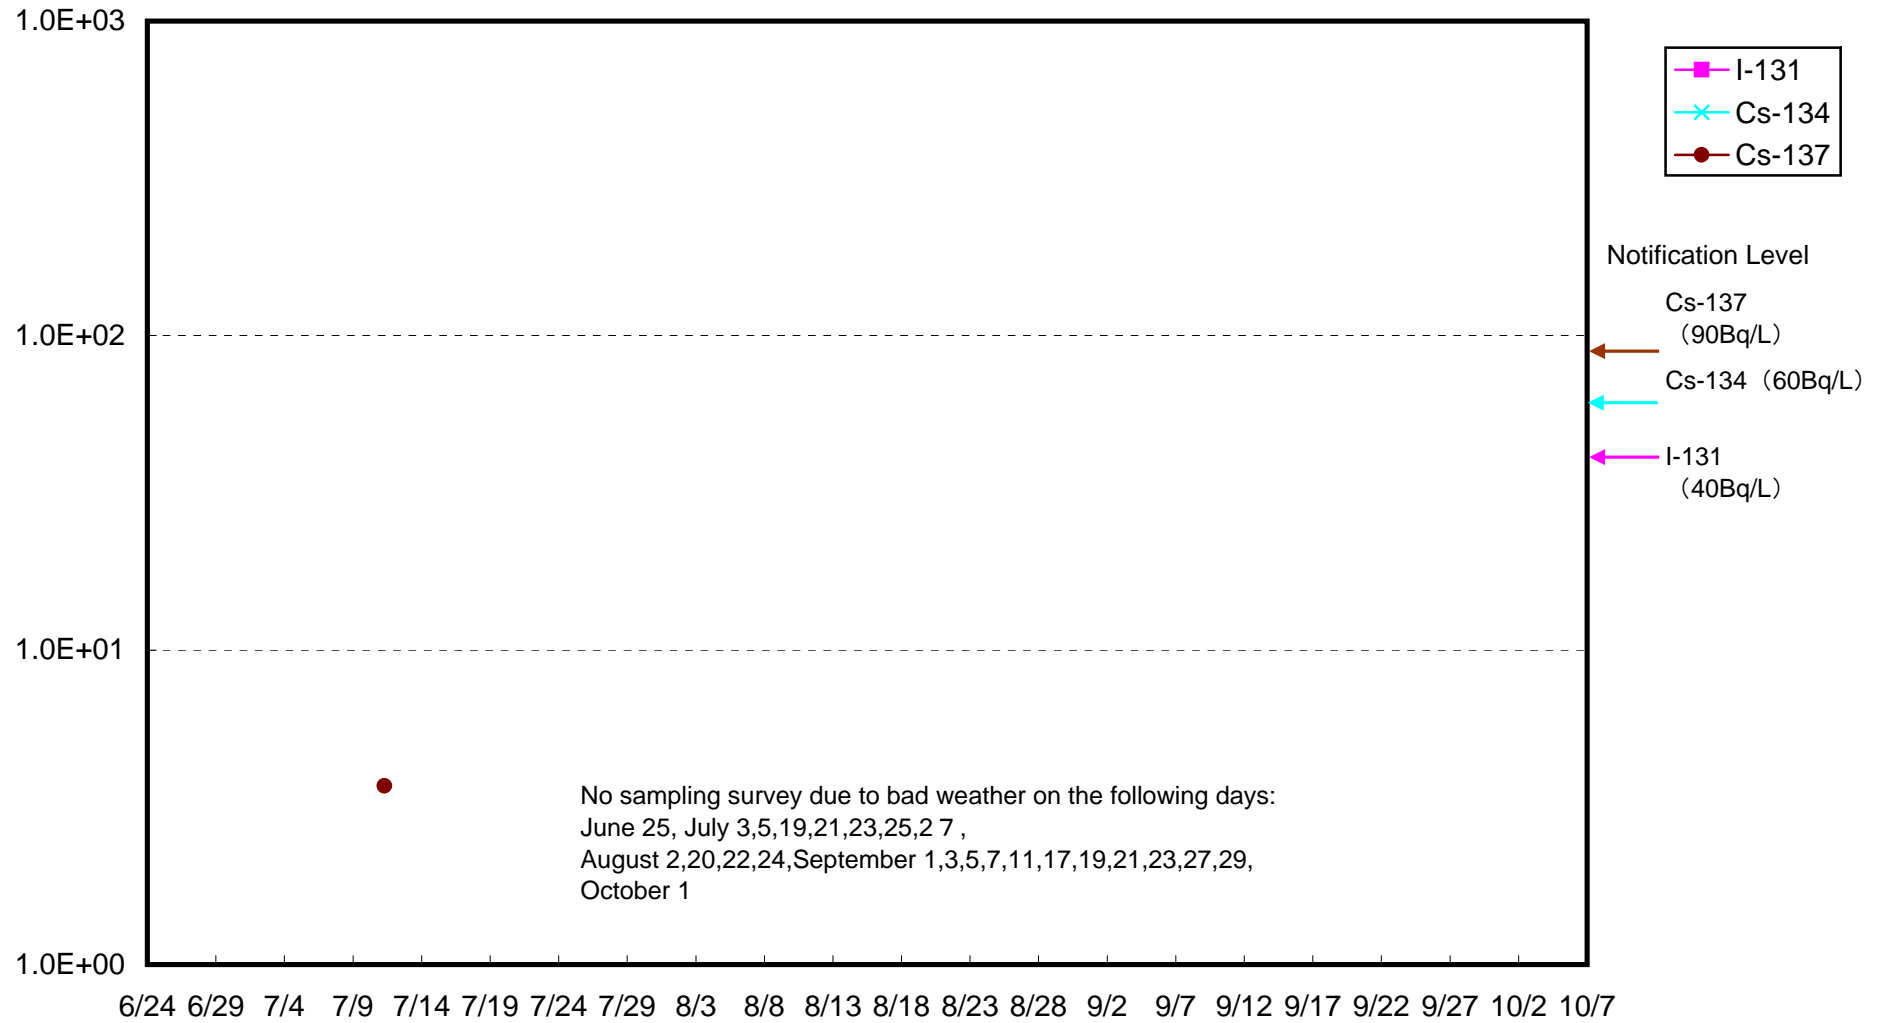 1.0E+03
1.0E+02
1.0E+01
1.0E+00
I-131
Cs-134
Cs-137
Notification Level
Cs-137
（90Bq/L）
Cs-134（60Bq/L）
I-131
（40Bq/L）
No sampling survey due to bad weather on the following days:
June 25, July 3,5,19,21,23,25,2 7 ,
August 2,20,22,24,September 1,3,5,7,11,17,19,21,23,27,29,
October 1
6/24 6/29 7/4 7/9 7/14 7/19 7/24 7/29 8/3 8/8 8/13 8/18 8/23 8/28 9/2 9/7 9/12 9/17 9/22 9/27 10/2 10/7